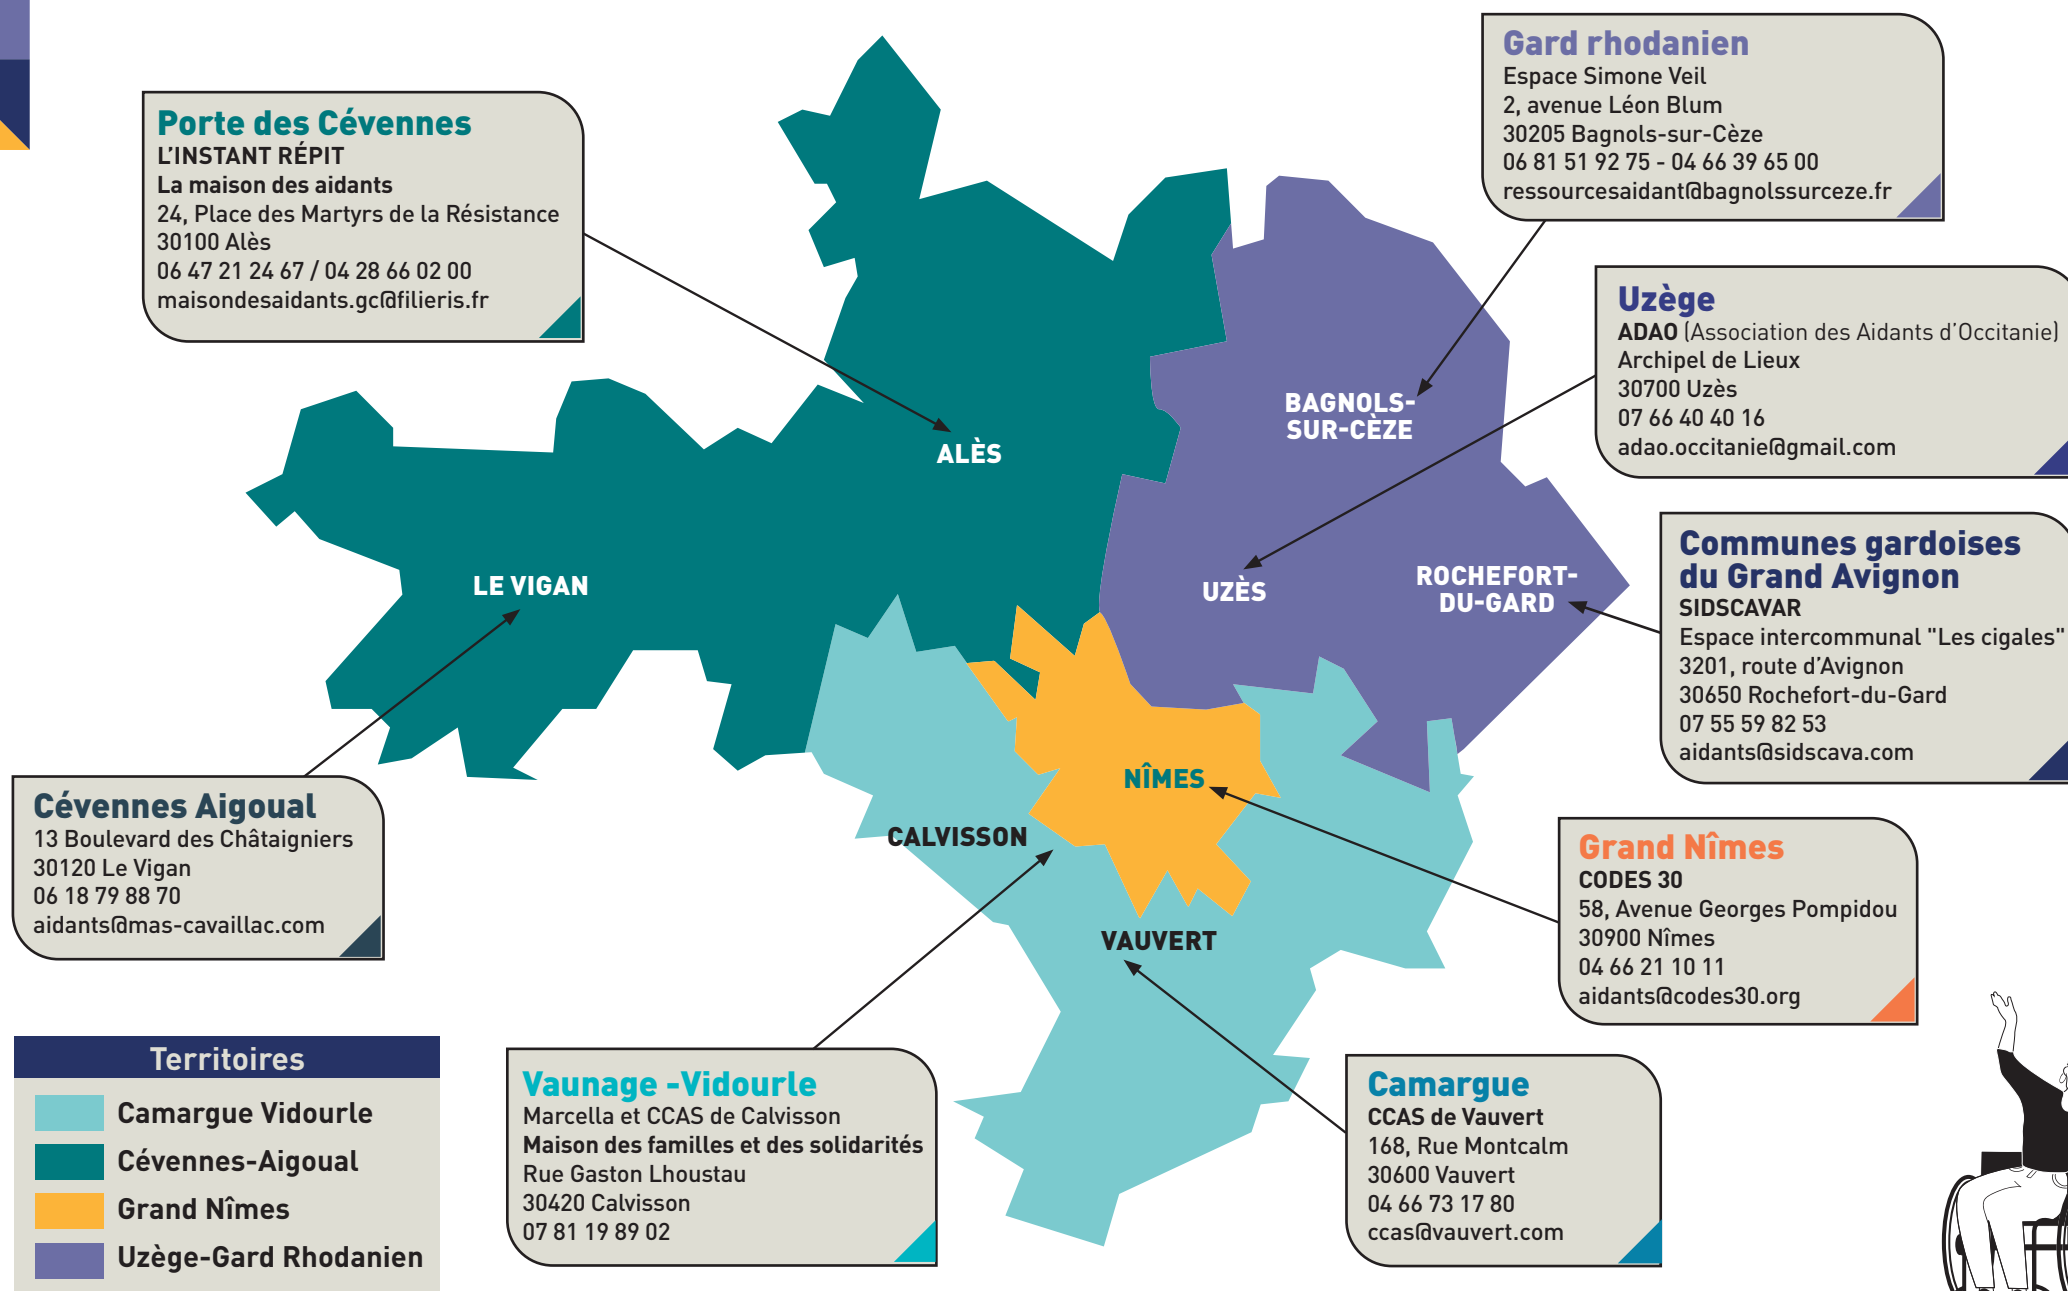 Porte des Cévennes
L'INSTANT RÉPIT
La maison des aidants
24, Place des Martyrs de la Résistance
30100 Alès
06 47 21 24 67 / 04 28 66 02 00
maisondesaidants.gc@filieris.fr
Gard rhodanien
Espace Simone Veil
2, avenue Léon Blum
30205 Bagnols-sur-Cèze
06 81 51 92 75 - 04 66 39 65 00
ressourcesaidant@bagnolssurceze.fr
Uzège
ADAO (Association des Aidants d'Occitanie)
Archipel de Lieux
30700 Uzès
07 66 40 40 16
adao.occitanie@gmail.com
Communes gardoises
du Grand Avignon
SIDSCAVAR
Espace intercommunal "Les cigales"
3201, route d'Avignon
30650 Rochefort-du-Gard
07 55 59 82 53
aidants@sidscava.com
BAGNOLS-
SUR-CÈZE
ALÈS
LE VIGAN
UZÈS
ROCHEFORT-
DU-GARD
NÎMES
CALVISSON
VAUVERT
Cévennes Aigoual
13 Boulevard des Châtaigniers
30120 Le Vigan
06 18 79 88 70
aidants@mas-cavaillac.com
Grand Nîmes
CODES 30
58, Avenue Georges Pompidou
30900 Nîmes
04 66 21 10 11
aidants@codes30.org
Territoires
Camargue Vidourle
Cévennes-Aigoual
Grand Nîmes
Uzège-Gard Rhodanien
Vaunage -Vidourle
Marcella et CCAS de Calvisson
Maison des familles et des solidarités
Rue Gaston Lhoustau
30420 Calvisson
07 81 19 89 02
Camargue
CCAS de Vauvert
168, Rue Montcalm
30600 Vauvert
04 66 73 17 80
ccas@vauvert.com